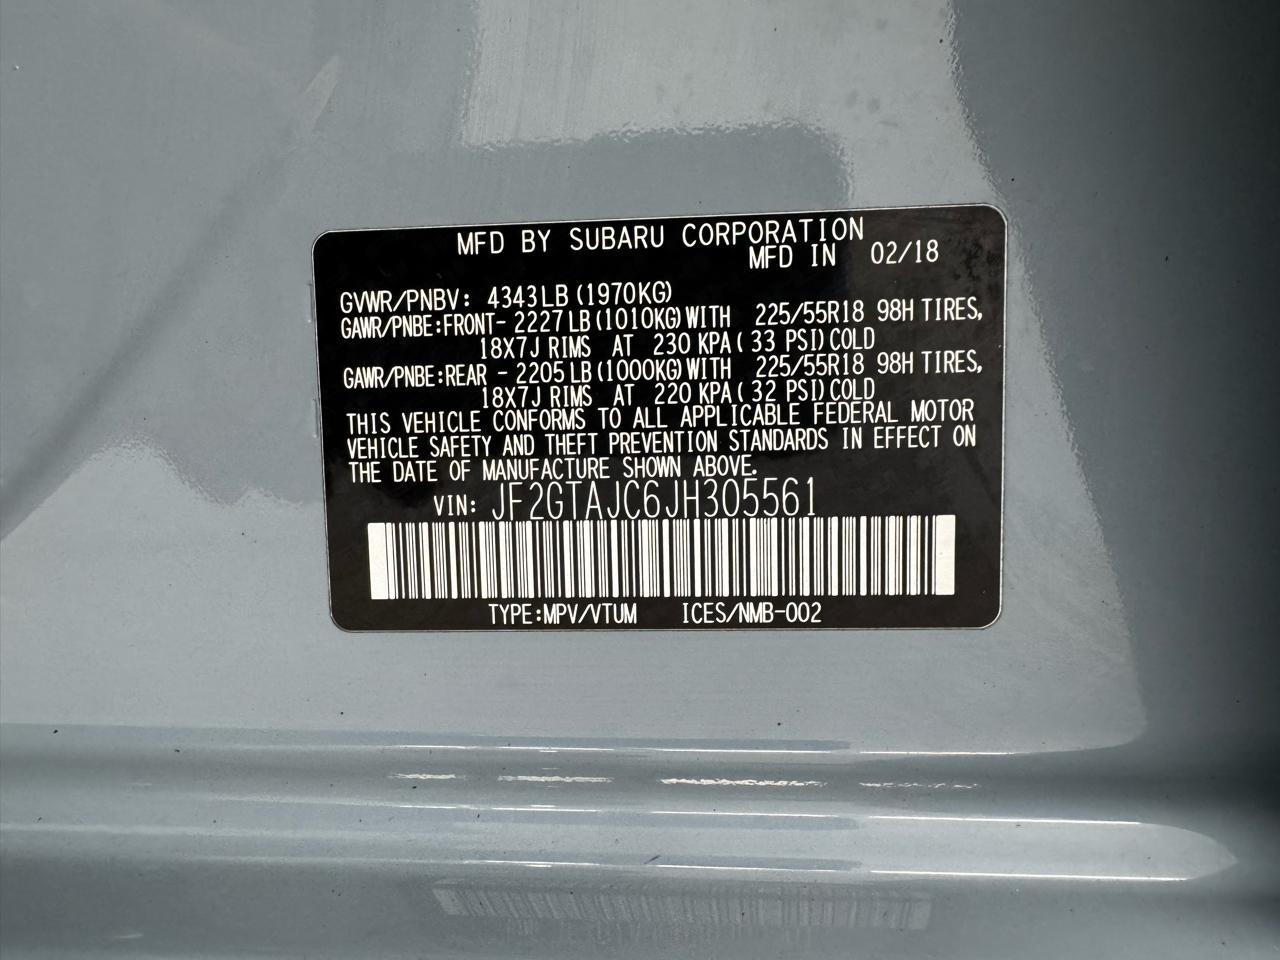 MFD BY SUBARU CORPORATION
MFD IN 02/18
GVWR/PNBV: 4343LB (1970KG)
GAWR/PNBE:FRONT- 2227LB(1010KG)WITH 225/55R18 98H TIRES,
18X7J RIMS AT 230 KPA( 33 PSI)COLD
GAWR/PNBE:REAR - 2205LB(1000KG)WITH 225/55R18 98H TIRES,
18X7J RIMS AT 220 KPA( 32 PSI)COLD
THIS VEHICLE CONFORMS TO ALL APPLICABLE FEDERAL MOTOR
VEHICLE SAFETY AND THEFT PREVENTION STANDARDS IN EFFECT ON
THE DATE OF MANUFACTURE SHOWN ABOVE.
VIN: JF2GTAJC6JH305561
TYPE:MPV/VTUM ICES/NMB-002